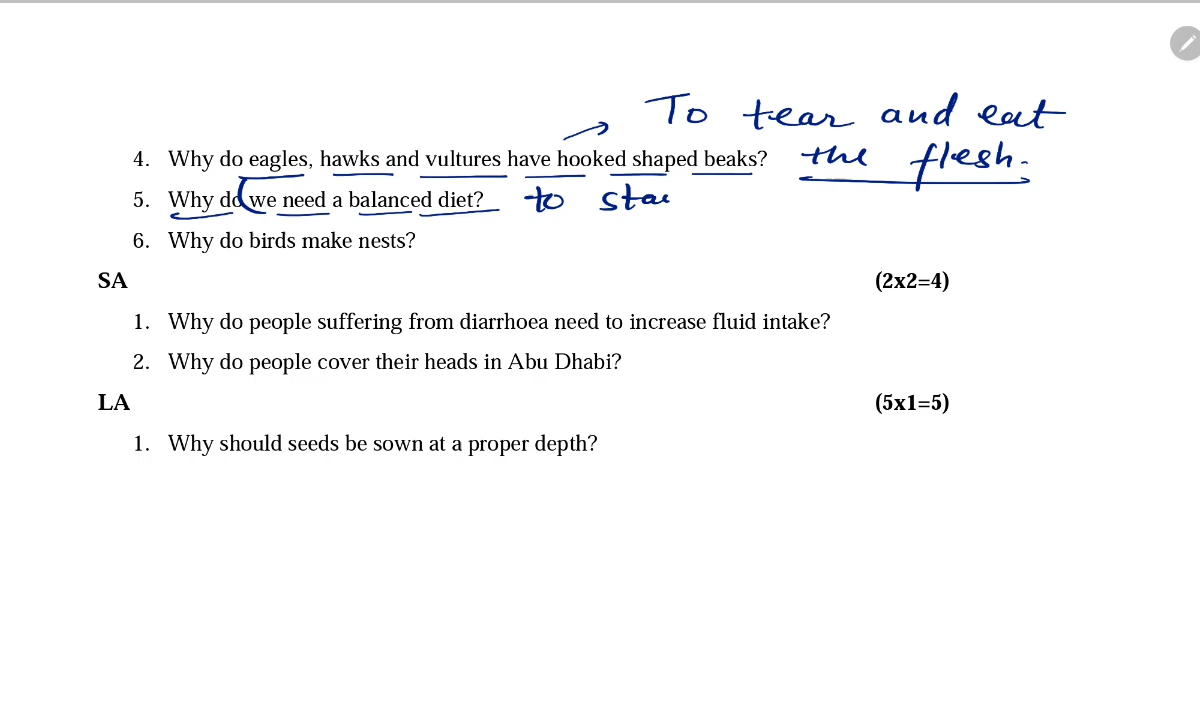 To tear and eat
4. Why do eagles, hawks and vultures have hooked shaped beaks? the flesh.
5. Why do we need a balanced diet? to sta
6. Why do birds make nests?
SA (2x2=4)
1. Why do people suffering from diarrhoea need to increase fluid intake?
2. Why do people cover their heads in Abu Dhabi?
LA (5x1=5)
1. Why should seeds be sown at a proper depth?